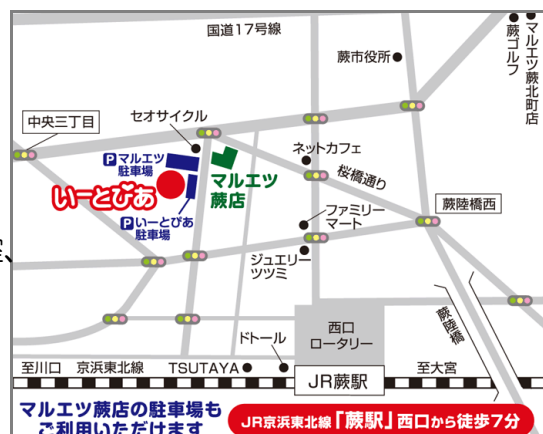 国道17号線
蕨ゴルフ
マルエツ蕨北町店
蕨市役所
中央三丁目
セオサイクル
P マルエツ
駐車場
マルエツ
蕨店
ネットカフェ
桜橋通り
いーとぴあ
蕨陸橋西
P いーとぴあ
駐車場
ファミリー
マート
ジュエリー
ツツミ
蕨陸橋
西口
ロータリー
ドトール
至川口
京浜東北線
TSUTAYA
至大宮
JR蕨駅
マルエツ蕨店の駐車場も
ご利用いただけます
JR京浜東北線「蕨駅」西口から徒歩7分